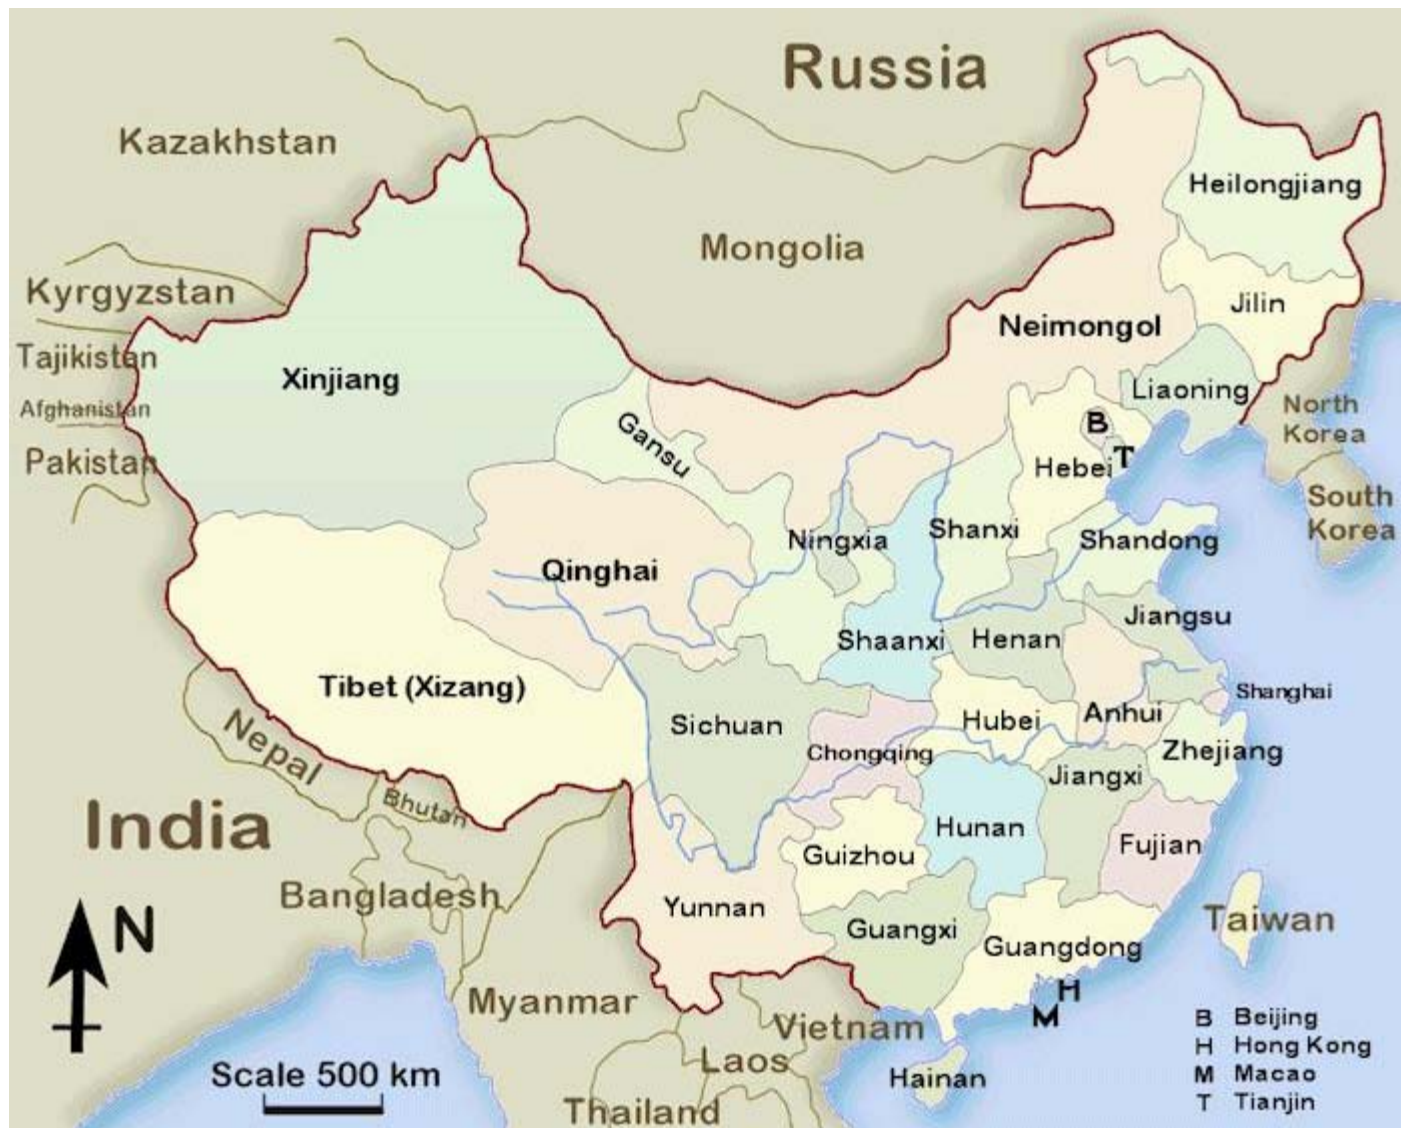 Russia
Kazakhstan
Heilongjiang
Mongolia
Kyrgyzstan
Jilin
Neimongol
Tajikistan
Xinjiang
Liaoning
Afghanistan
North
Korea
B
Gansu
Pakistan
Hebei
T
South
Korea
Ningxia
Shanxi
Shandong
Qinghai
Jiangsu
Shaanxi
Henan
Tibet (Xizang)
Shanghai
Sichuan
Hubei
Anhui
Nepal
Chongqing
Zhejiang
Jiangxi
Bhutan
India
Hunan
Fujian
Guizhou
Bangladesh
Yunnan
Taiwan
N
Guangxi
Guangdong
H
Myanmar
M
Vietnam
Laos
Scale 500 km
Hainan
Thailand
B Beijing
H Hong Kong
M Macao
T Tianjin